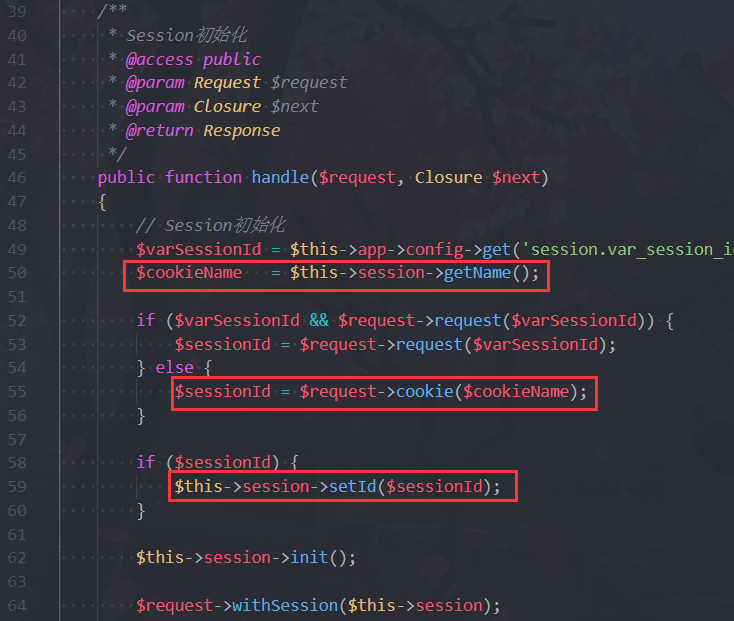 39 /**
40 * Session初始化
41 * @access public
42 * @param Request $request
43 * @param Closure $next
44 * @return Response
45 */
46 public function handle($request, Closure $next)
47 {
48 // Session初始化
49 $varSessionId = $this->app->config->get('session.var_session_i
50 $cookieName = $this->session->getName();
51
52 if ($varSessionId && $request->request($varSessionId)) {
53 $sessionId = $request->request($varSessionId);
54 } else {
55 $sessionId = $request->cookie($cookieName);
56 }
57
58 if ($sessionId) {
59 $this->session->setId($sessionId);
60 }
61
62 $this->session->init();
63
64 $request->withSession($this->session);